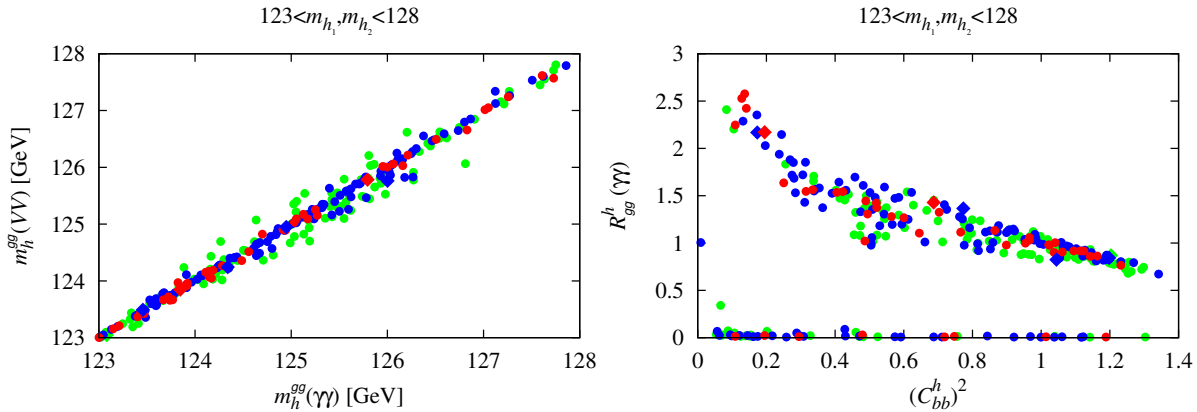 123<m_{h_1},m_{h_2}<128
m_h^{gg}(VV) [GeV]
128
127
126
125
124
123
123 124 125 126 127 128
m_h^{gg}(γγ) [GeV]
123<m_{h_1},m_{h_2}<128
R_{gg}^h(γγ)
3
2.5
2
1.5
1
0.5
0
0 0.2 0.4 0.6 0.8 1 1.2 1.4
(C_{bb}^h)^2